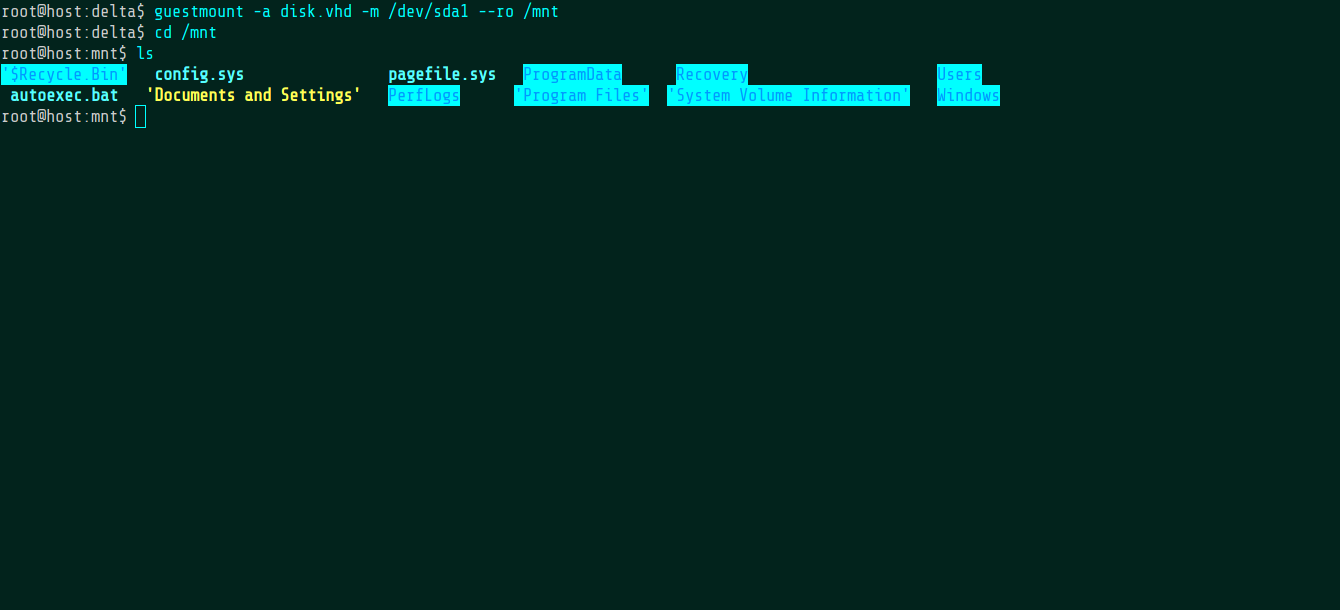 root@host:delta$ guestmount -a disk.vhd -m /dev/sda1 --ro /mnt
root@host:delta$ cd /mnt
root@host:mnt$ ls
'$Recycle.Bin'   config.sys                pagefile.sys   ProgramData      Recovery                     Users
 autoexec.bat   'Documents and Settings'   PerfLogs      'Program Files'  'System Volume Information'   Windows
root@host:mnt$